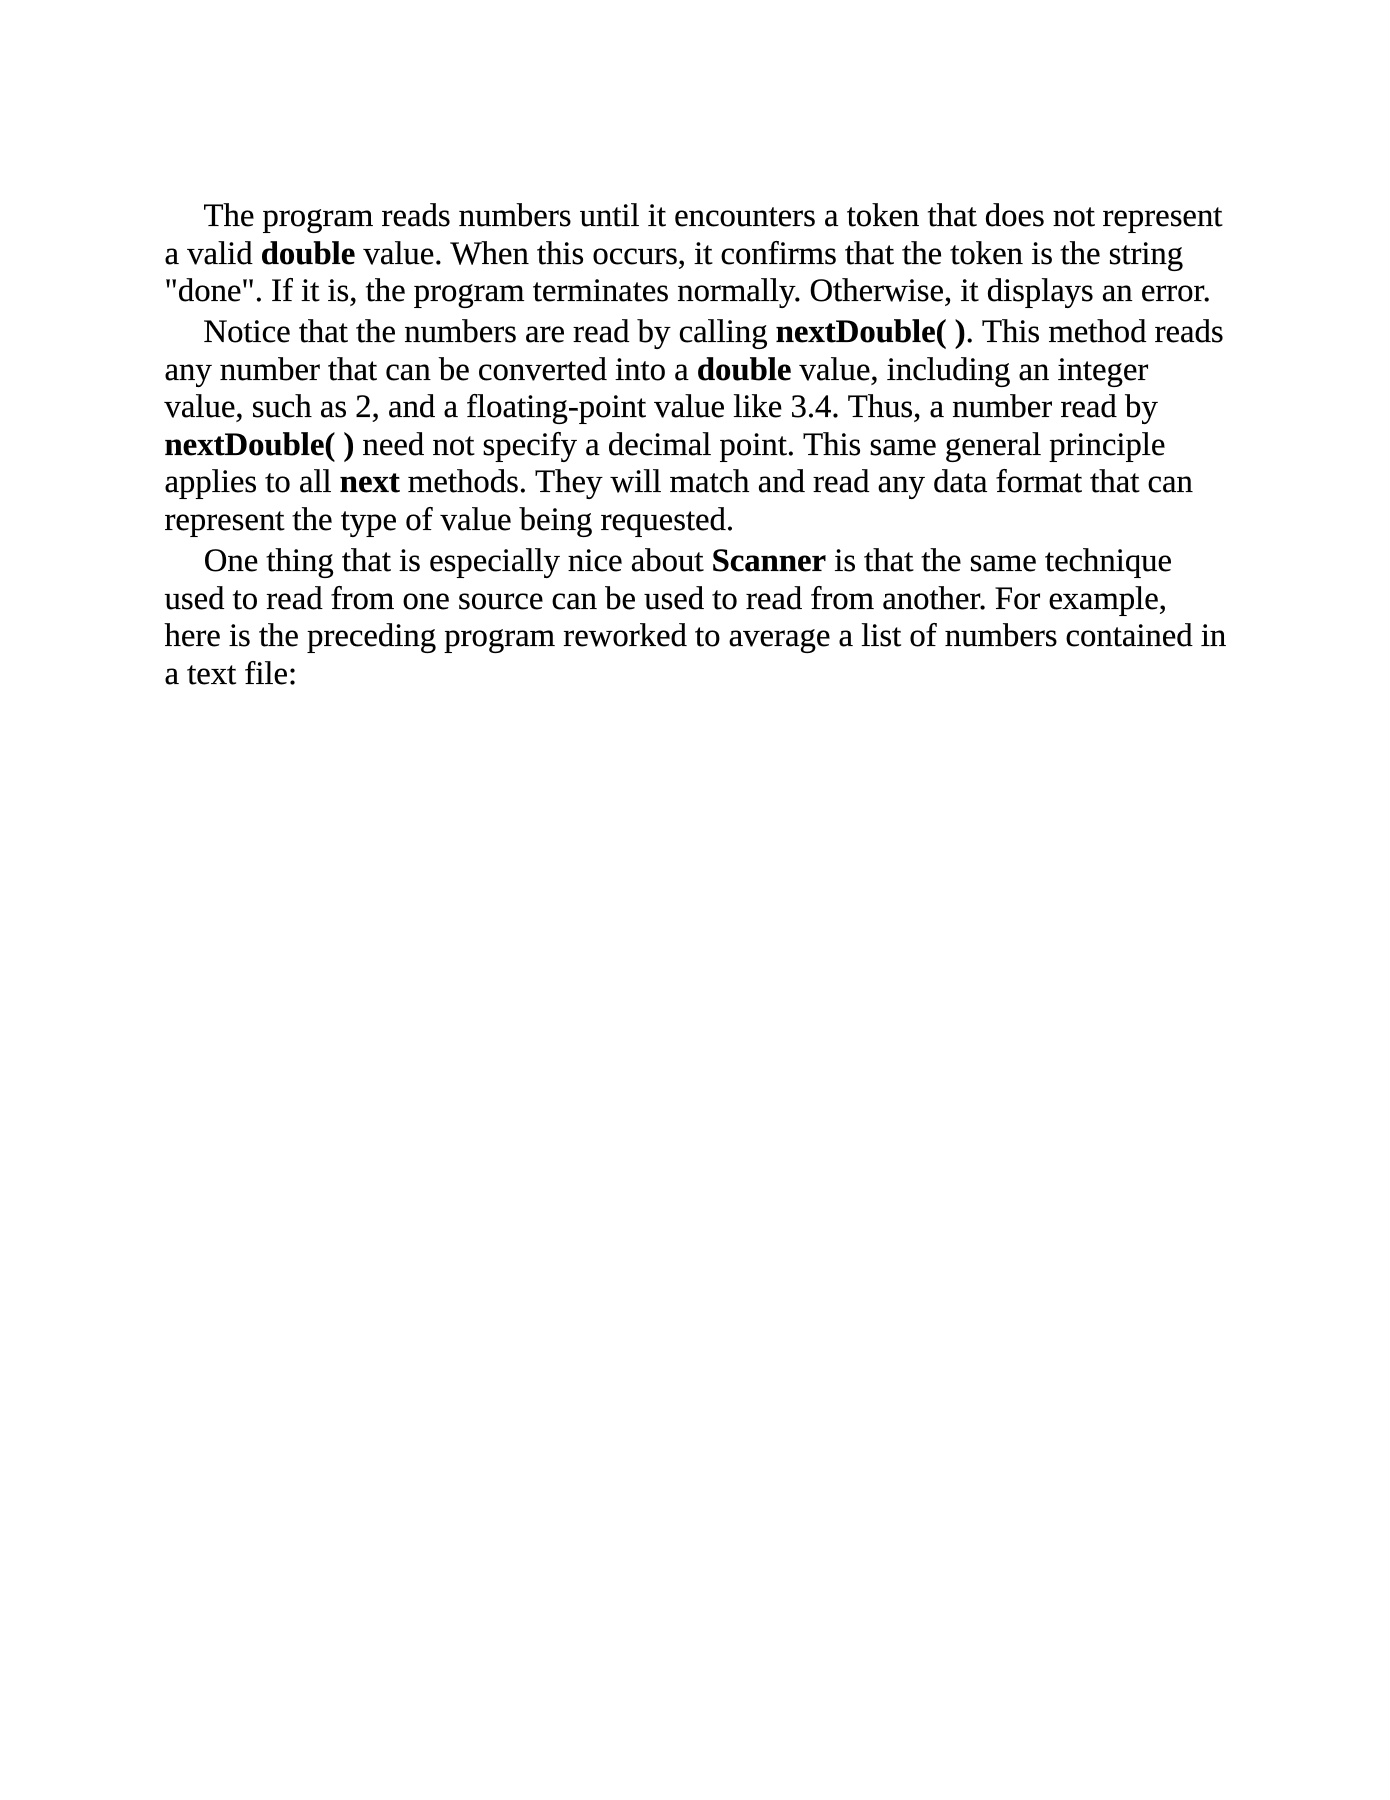 The program reads numbers until it encounters a token that does not represent
a valid double value. When this occurs, it confirms that the token is the string
"done". If it is, the program terminates normally. Otherwise, it displays an error.
Notice that the numbers are read by calling nextDouble( ). This method reads
any number that can be converted into a double value, including an integer
value, such as 2, and a floating-point value like 3.4. Thus, a number read by
nextDouble( ) need not specify a decimal point. This same general principle
applies to all next methods. They will match and read any data format that can
represent the type of value being requested.
One thing that is especially nice about Scanner is that the same technique
used to read from one source can be used to read from another. For example,
here is the preceding program reworked to average a list of numbers contained in
a text file: